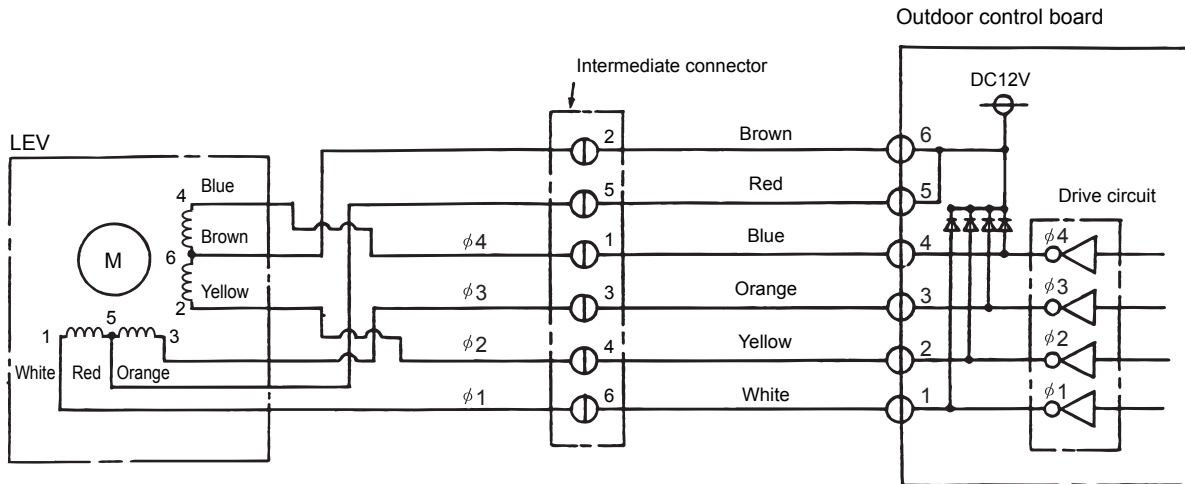 Outdoor control board
Intermediate connector
DC12V
LEV
2 Brown 6
4 Blue
5 Red 5
Drive circuit
Brown
6
M
ϕ4 1 Blue 4 ϕ4
Yellow
2
ϕ3 3 Orange 3 ϕ3
1 5 3
ϕ2 4 Yellow 2 ϕ2
White Red Orange
ϕ1 6 White 1 ϕ1